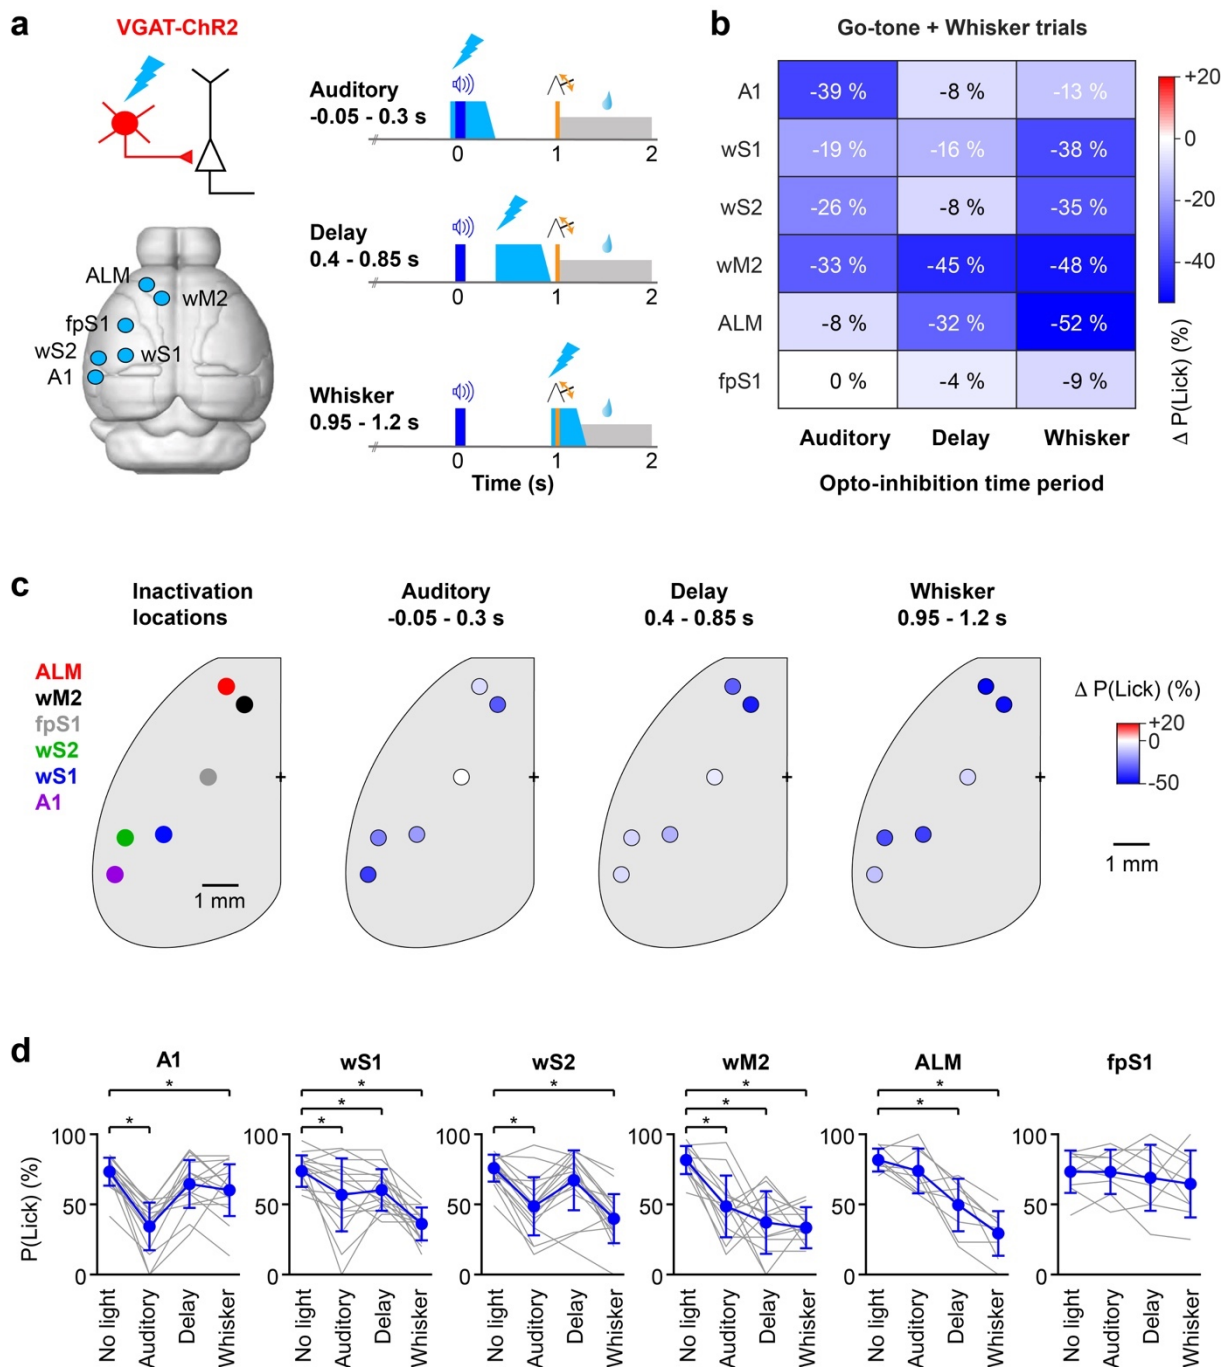 a
VGAT-ChR2
ALM
wM2
fpS1
wS2
wS1
A1
Auditory
-0.05 - 0.3 s
0 1 2
Delay
0.4 - 0.85 s
0 1 2
Whisker
0.95 - 1.2 s
0 1 2
Time (s)
b
Go-tone + Whisker trials
A1 -39 % -8 % -13 %
wS1 -19 % -16 % -38 %
wS2 -26 % -8 % -35 %
wM2 -33 % -45 % -48 %
ALM -8 % -32 % -52 %
fpS1 0 % -4 % -9 %
Auditory Delay Whisker
Opto-inhibition time period
+20
0
-20
-40
Δ P(Lick) (%)
c
Inactivation
locations
Auditory
-0.05 - 0.3 s
Delay
0.4 - 0.85 s
Whisker
0.95 - 1.2 s
ALM
wM2
fpS1
wS2
wS1
A1
1 mm
+
+
+
+
Δ P(Lick) (%)
+20
0
-50
1 mm
d
P(Lick) (%)
A1
* *
100
50
0
No light
Auditory
Delay
Whisker
wS1
* * *
100
50
0
No light
Auditory
Delay
Whisker
wS2
* *
100
50
0
No light
Auditory
Delay
Whisker
wM2
* * *
100
50
0
No light
Auditory
Delay
Whisker
ALM
* *
100
50
0
No light
Auditory
Delay
Whisker
fpS1
100
50
0
No light
Auditory
Delay
Whisker